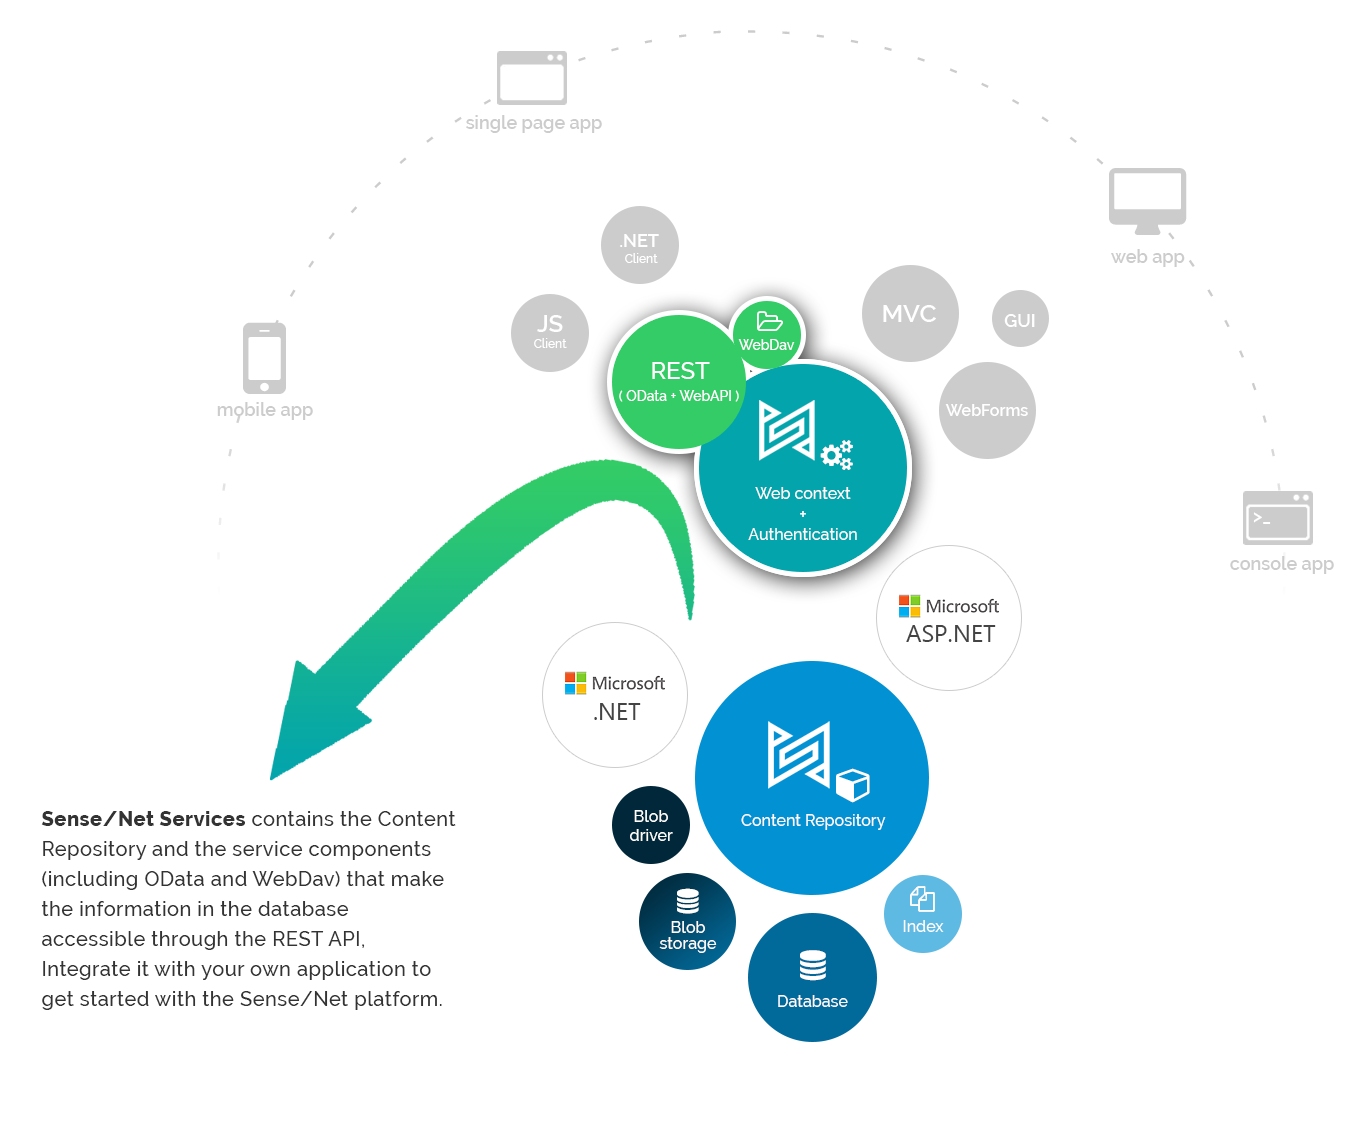 single page app
.NET
Client
web app
JS
Client
MVC
GUI
WebDav
REST
( OData + WebAPI )
mobile app
WebForms
Web context
+
Authentication
>_
console app
Microsoft
ASP.NET
Microsoft
.NET
Content Repository
Blob
driver
Blob
storage
Index
Database
Sense/Net Services contains the Content
Repository and the service components
(including OData and WebDav) that make
the information in the database
accessible through the REST API,
Integrate it with your own application to
get started with the Sense/Net platform.